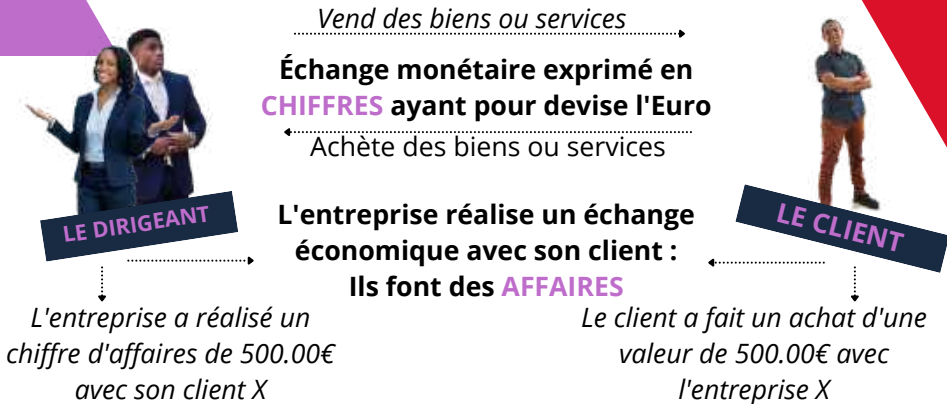 Vend des biens ou services
Échange monétaire exprimé en
CHIFFRES ayant pour devise l'Euro
Achète des biens ou services
LE DIRIGEANT
LE CLIENT
L'entreprise réalise un échange
économique avec son client :
Ils font des AFFAIRES
L'entreprise a réalisé un
chiffre d'affaires de 500.00€
avec son client X
Le client a fait un achat d'une
valeur de 500.00€ avec
l'entreprise X